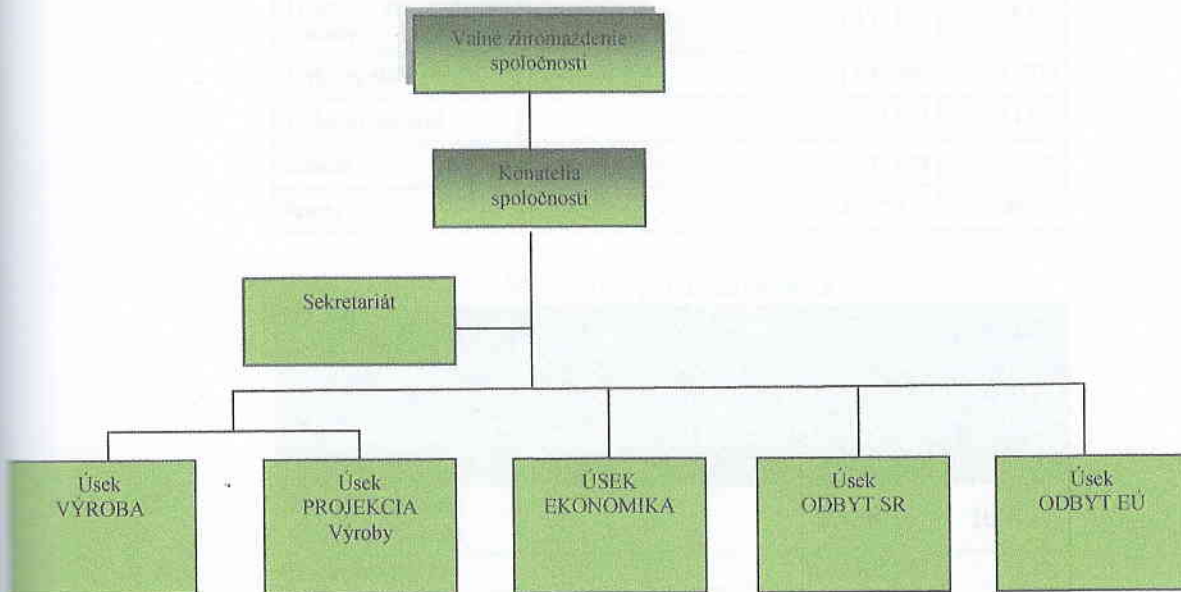 Valné zhromaždenie
spoločnosti
Konatelia
spoločnosti
Sekretariát
Úsek
VÝROBA
Úsek
PROJEKCIA
Výroby
ÚSEK
EKONOMIKA
Úsek
ODBYT SR
Úsek
ODBYT EÚ